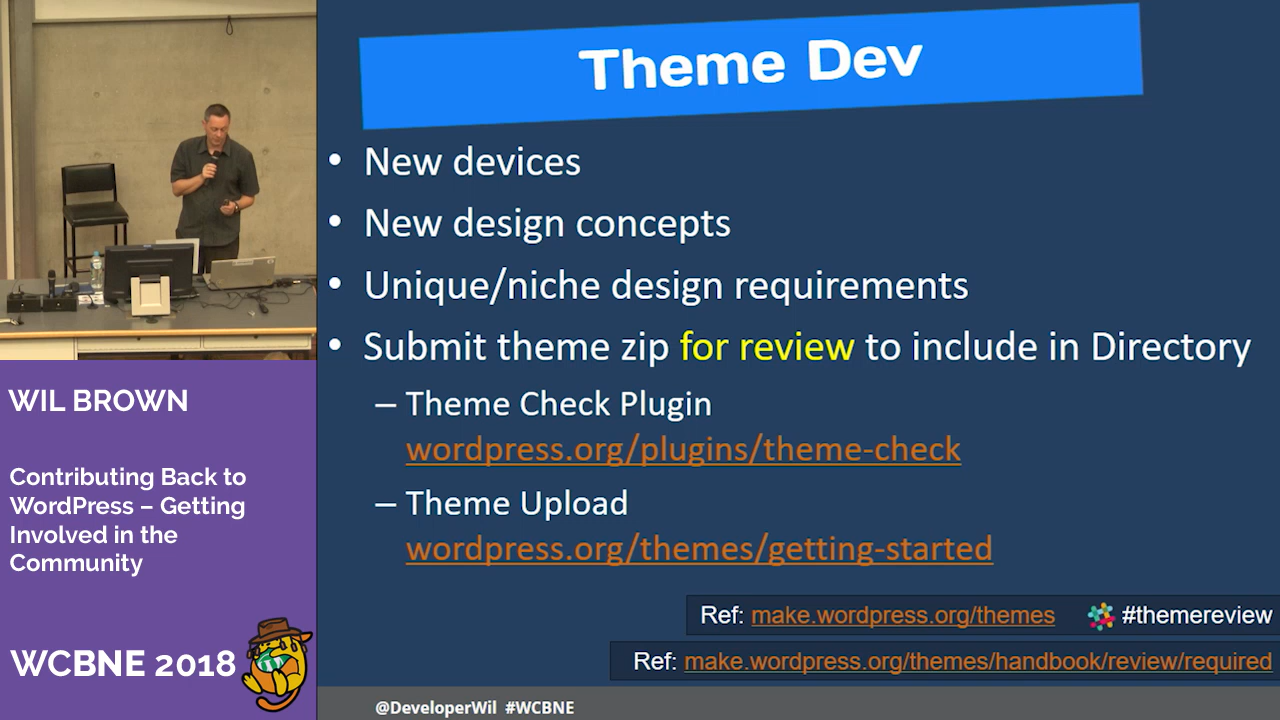 Theme Dev
• New devices
• New design concepts
• Unique/niche design requirements
• Submit theme zip for review to include in Directory
– Theme Check Plugin
wordpress.org/plugins/theme-check
– Theme Upload
wordpress.org/themes/getting-started
Ref: make.wordpress.org/themes #themereview
Ref: make.wordpress.org/themes/handbook/review/required
@DeveloperWil #WCBNE
WIL BROWN
Contributing Back to
WordPress – Getting
Involved in the
Community
WCBNE 2018